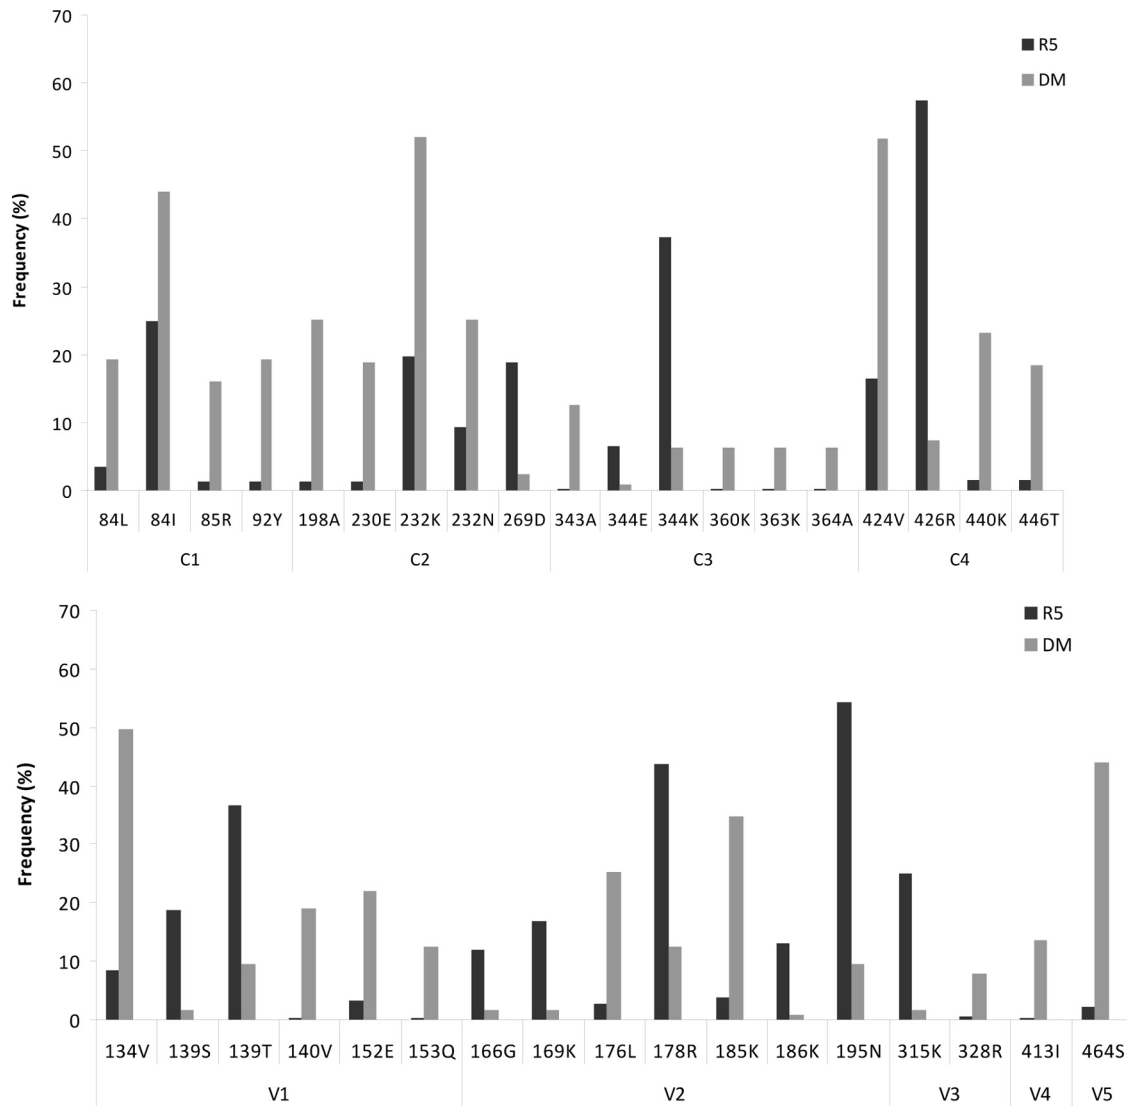 70
R5
60
DM
50
40
Frequency (%)
30
20
10
0
84L 84I 85R 92Y 198A 230E 232K 232N 269D 343A 344E 344K 360K 363K 364A 424V 426R 440K 446T
C1 C2 C3 C4
70
R5
60
DM
50
40
Frequency (%)
30
20
10
0
134V 139S 139T 140V 152E 153Q 166G 169K 176L 178R 185K 186K 195N 315K 328R 413I 464S
V1 V2 V3 V4 V5